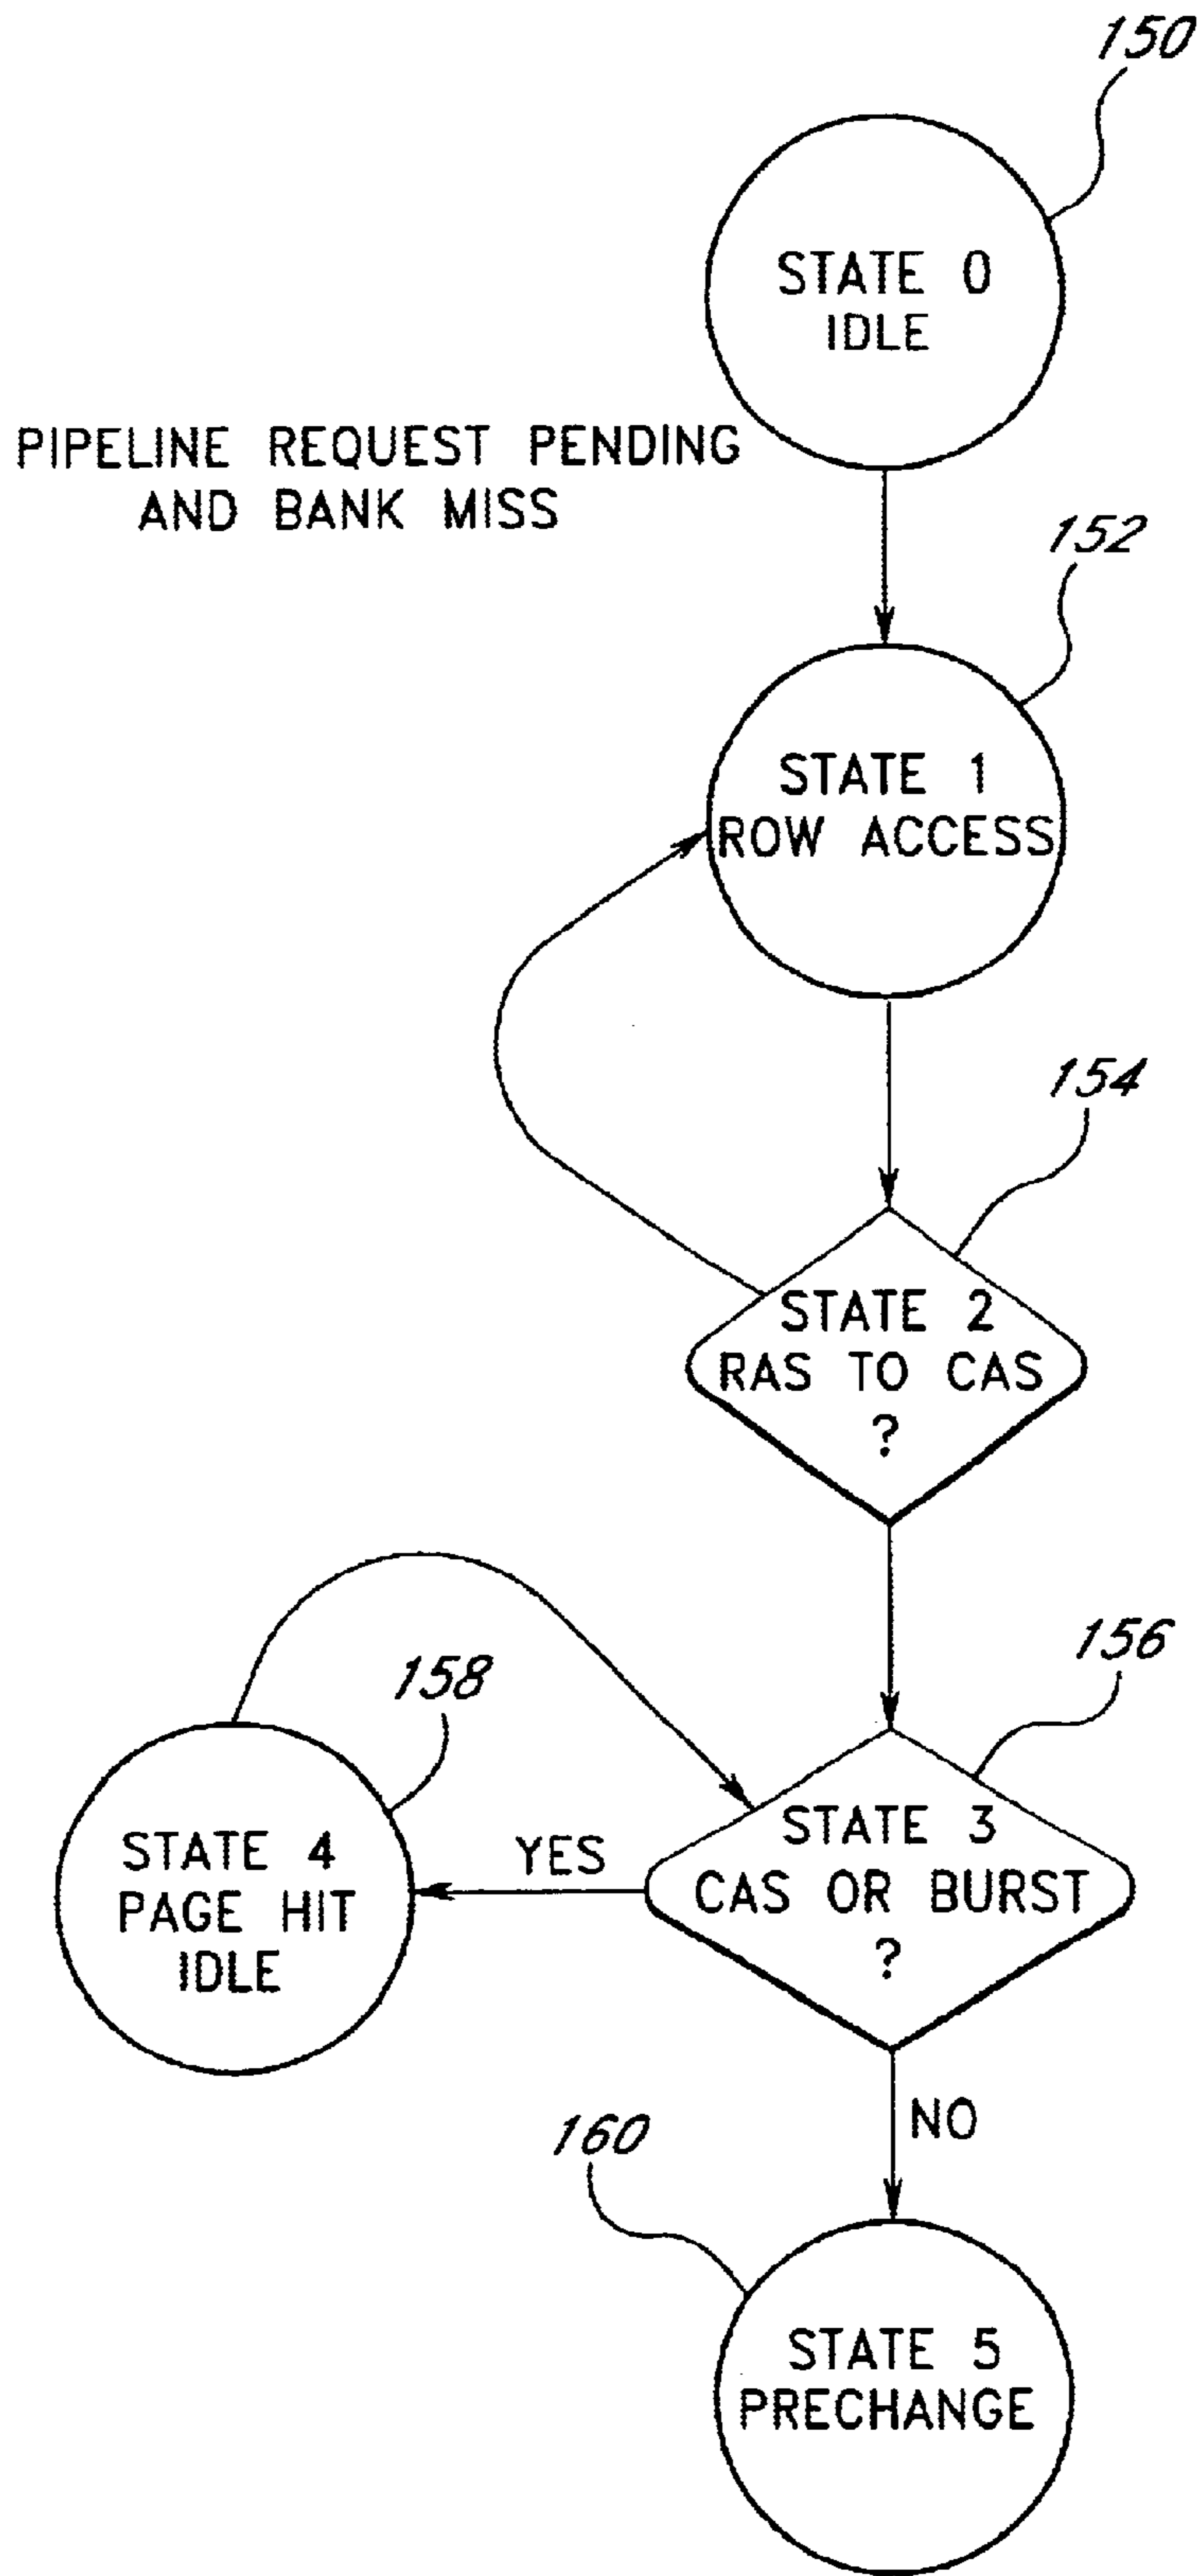 150
STATE 0
IDLE
PIPELINE REQUEST PENDING
AND BANK MISS
152
STATE 1
ROW ACCESS
154
STATE 2
RAS TO CAS
?
156
STATE 3
CAS OR BURST
?
YES
158
STATE 4
PAGE HIT
IDLE
NO
160
STATE 5
PRECHANGE